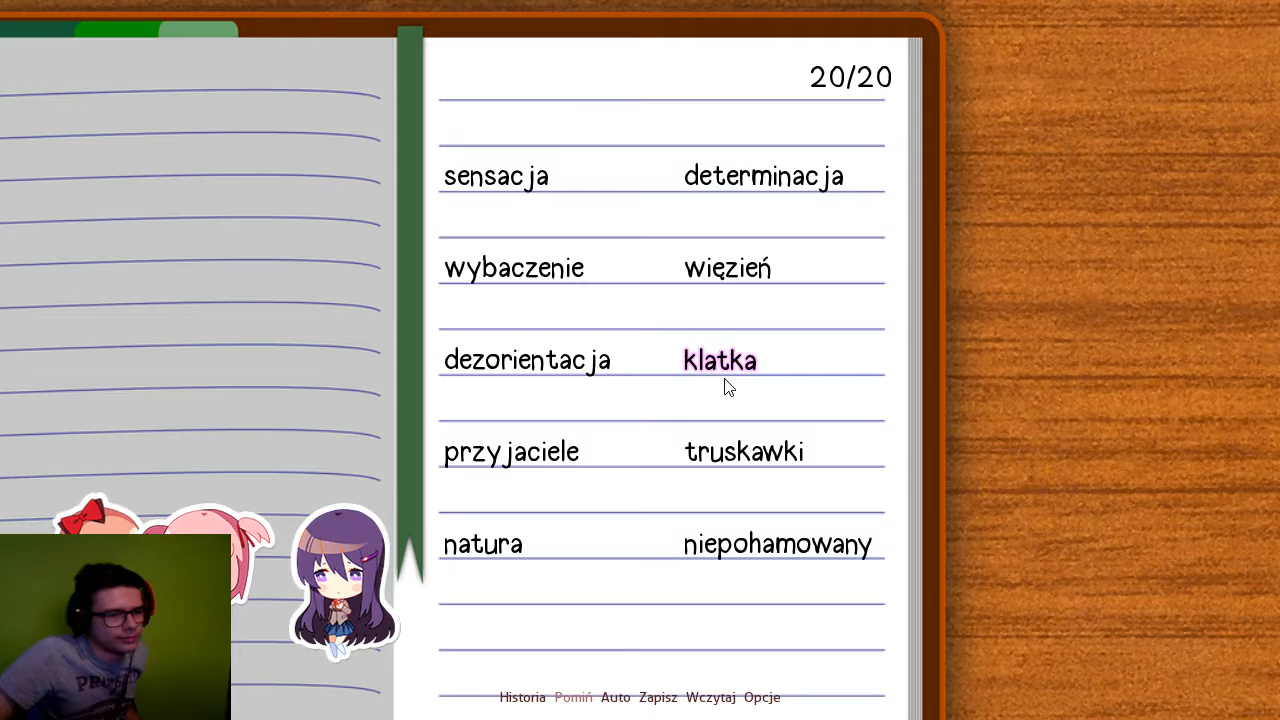 20/20
sensacja determinacja
wybaczenie więzień
dezorientacja klatka
przyjaciele truskawki
natura niepohamowany
Historia Pomiń Auto Zapisz Wczytaj Opcje